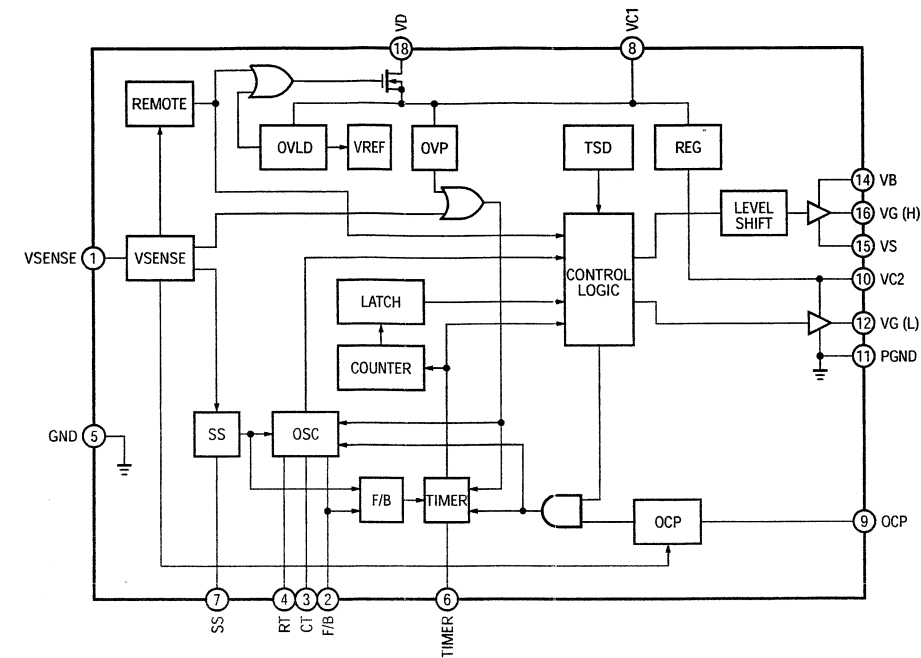 VD
VC1
18
8
REMOTE
OVLD
VREF
OVP
TSD
REG
14 VB
LEVEL
SHIFT
16 VG (H)
15 VS
VSENSE
1
VSENSE
CONTROL
LOGIC
10 VC2
LATCH
12 VG (L)
COUNTER
11 PGND
GND 5
SS
OSC
F/B
TIMER
OCP
9 OCP
7
4
3
2
6
SS
RT
CT
F/B
TIMER